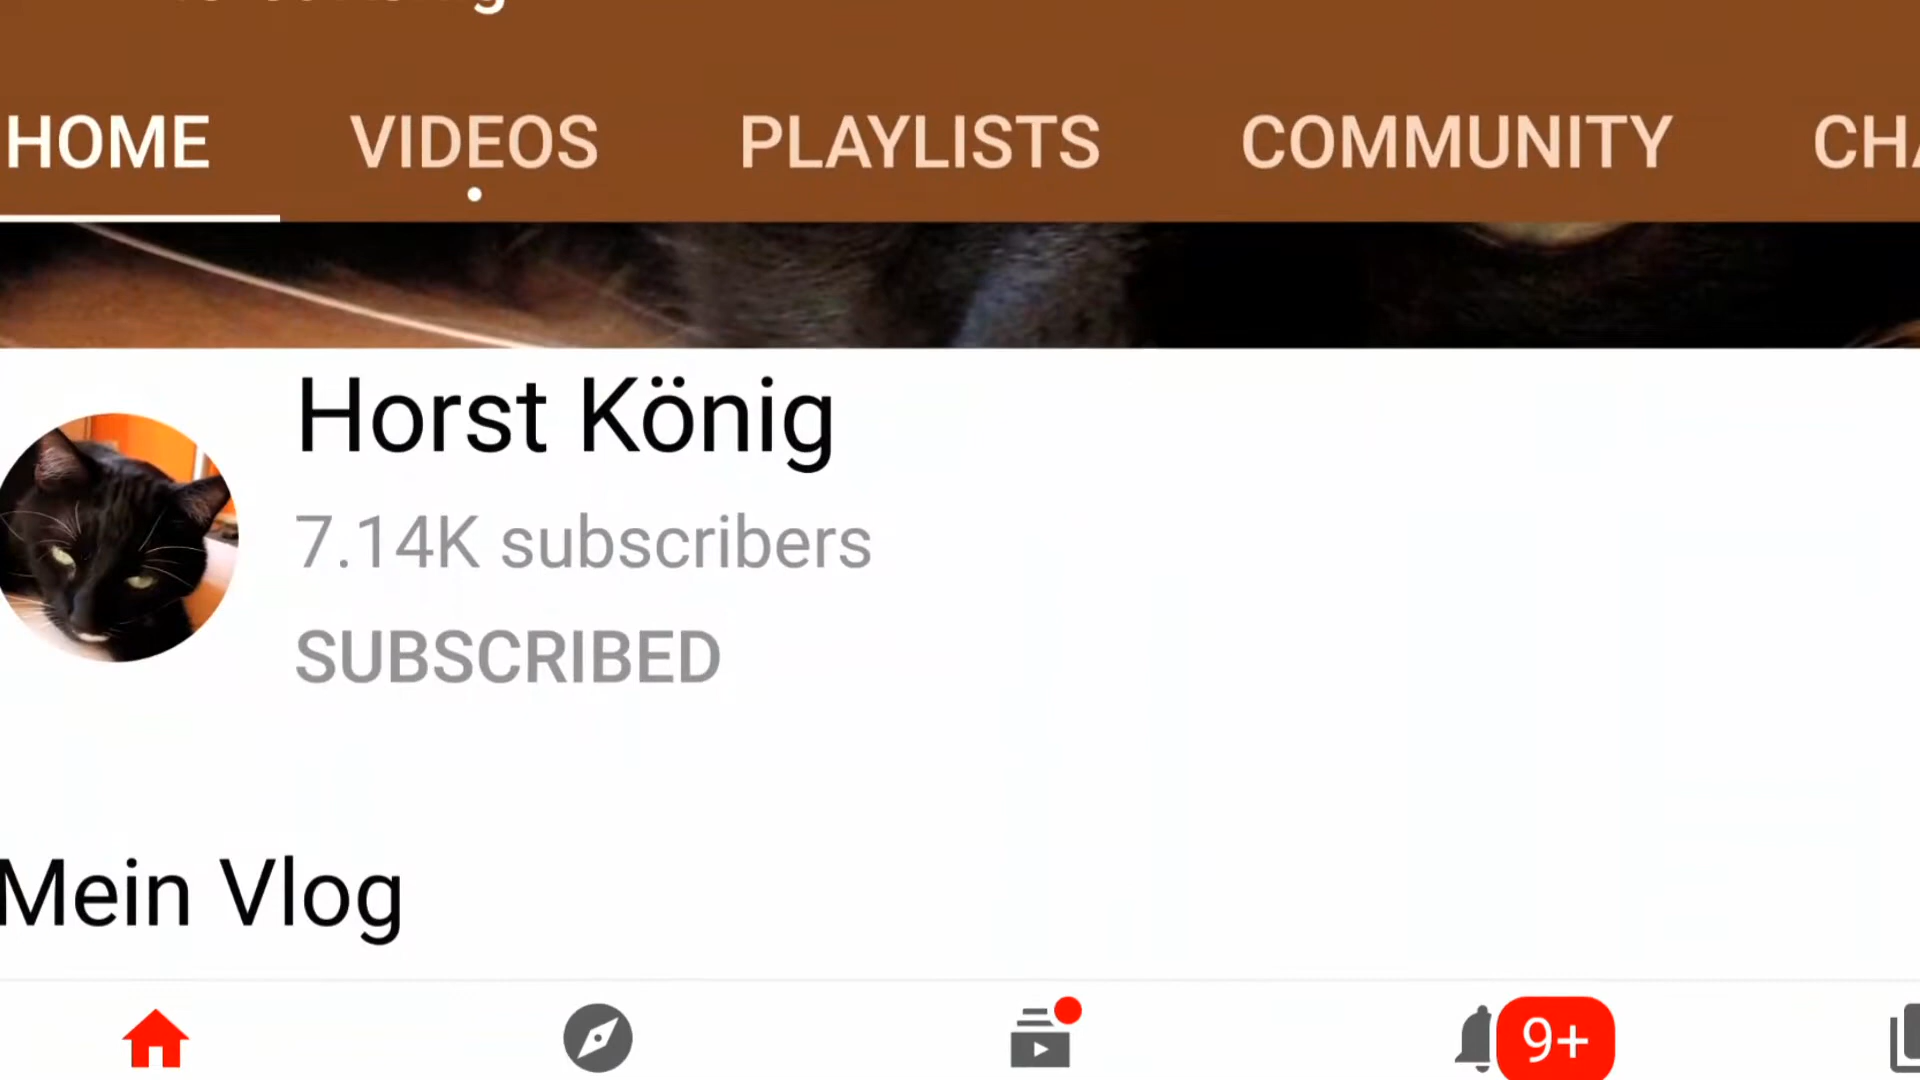 HOME VIDEOS PLAYLISTS COMMUNITY
Horst König
7.14K subscribers
SUBSCRIBED
Mein Vlog
9+